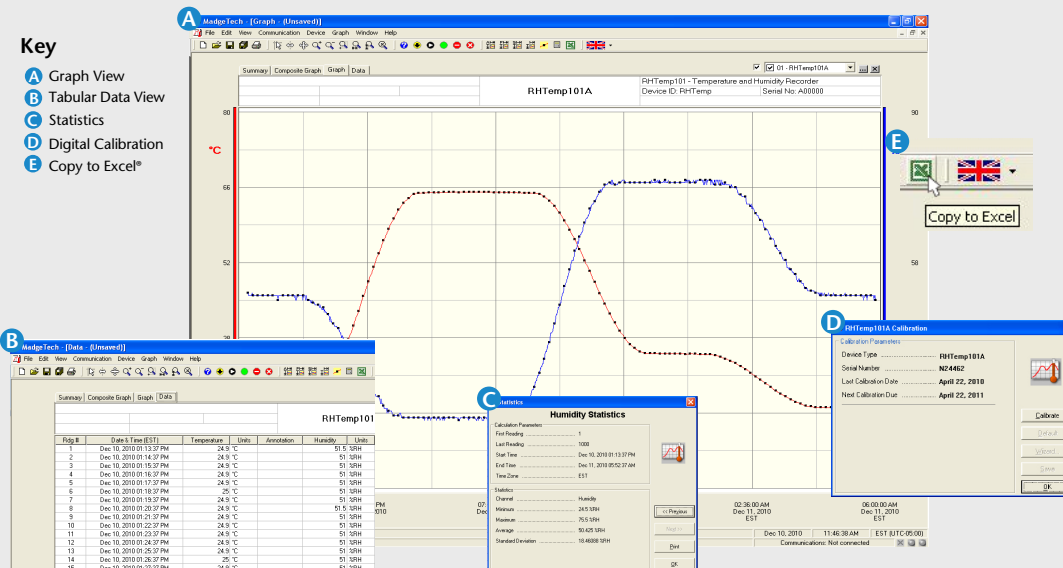 Key
A Graph View
B Tabular Data View
C Statistics
D Digital Calibration
E Copy to Excel®
A
MadgeTech - [Graph - (Unsaved)]
File Edit View Communication Device Graph Window Help
Summary Composite Graph Graph Data
01 - RHTemp101A
RHTemp101A
RHTemp101 - Temperature and Humidity Recorder
Device ID: RHTemp Serial No: A00000
80 90
°C
66
52 58
02:36:00 AM 06:00:00 AM
Dec 11, 2010 Dec 11, 2010
EST EST
Dec 10, 2010 11:46:38 AM EST (UTC-05:00)
Communications: Not connected
E
Copy to Excel
B
MadgeTech - [Data - (Unsaved)]
File Edit View Communication Device Graph Window Help
Summary Composite Graph Graph Data
RHTemp101
Rdg # Date & Time (EST) Temperature Units Annotation Humidity Units
1 Dec 10, 2010 01:13:37 PM 24.9 °C 51.5 %RH
2 Dec 10, 2010 01:14:37 PM 24.9 °C 51 %RH
3 Dec 10, 2010 01:15:37 PM 24.9 °C 51 %RH
4 Dec 10, 2010 01:16:37 PM 24.9 °C 51 %RH
5 Dec 10, 2010 01:17:37 PM 24.9 °C 51 %RH
6 Dec 10, 2010 01:18:37 PM 25 °C 51 %RH
7 Dec 10, 2010 01:19:37 PM 24.9 °C 51 %RH
8 Dec 10, 2010 01:20:37 PM 24.9 °C 51.5 %RH
9 Dec 10, 2010 01:21:37 PM 24.9 °C 51 %RH
10 Dec 10, 2010 01:22:37 PM 24.9 °C 51 %RH
11 Dec 10, 2010 01:23:37 PM 24.9 °C 51 %RH
12 Dec 10, 2010 01:24:37 PM 24.9 °C 51 %RH
13 Dec 10, 2010 01:25:37 PM 24.9 °C 51 %RH
14 Dec 10, 2010 01:26:37 PM 25 °C 51 %RH
15 Dec 10, 2010 01:27:37 PM 24.9 °C 51 %RH
C
Statistics
Humidity Statistics
Calculation Parameters
First Reading 1
Last Reading 1000
Start Time Dec 10, 2010 01:13:37 PM
End Time Dec 11, 2010 05:52:37 AM
Time Zone EST
Statistics
Channel Humidity
Minimum 24.5 %RH
Maximum 75.5 %RH
Average 50.425 %RH
Standard Deviation 18.46088 %RH
<< Previous
Next >>
Print
OK
D
RHTemp101A Calibration
Calibration Parameters
Device Type RHTemp101A
Serial Number N24462
Last Calibration Date April 22, 2010
Next Calibration Due April 22, 2011
Calibrate
Default
Wizard
Save
OK